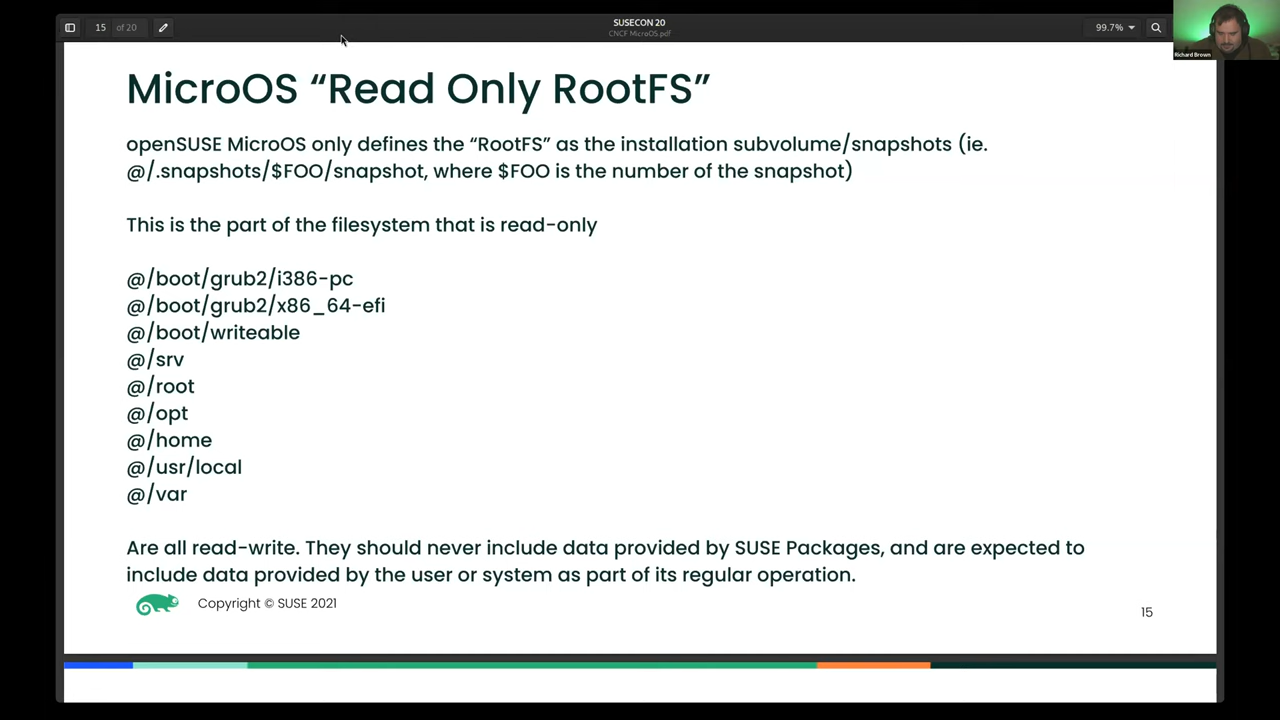 15 of 20
SUSECON 20
CNCF MicroOS.pdf
99.7%
Richard Brown
MicroOS “Read Only RootFS”
openSUSE MicroOS only defines the “RootFS” as the installation subvolume/snapshots (ie.
@/.snapshots/$FOO/snapshot, where $FOO is the number of the snapshot)
This is the part of the filesystem that is read-only
@/boot/grub2/i386-pc
@/boot/grub2/x86_64-efi
@/boot/writeable
@/srv
@/root
@/opt
@/home
@/usr/local
@/var
Are all read-write. They should never include data provided by SUSE Packages, and are expected to
include data provided by the user or system as part of its regular operation.
Copyright © SUSE 2021
15